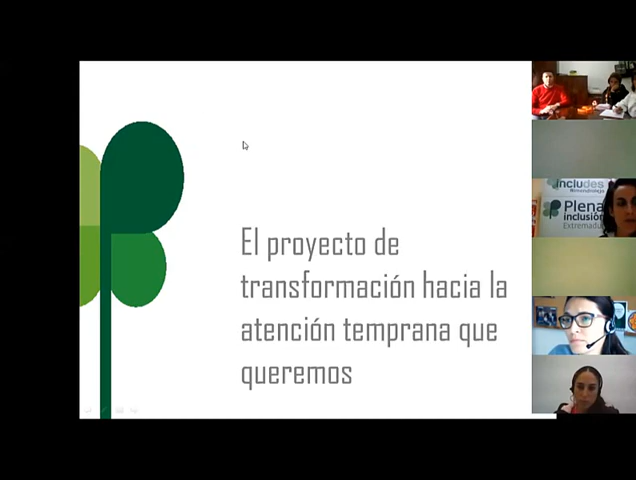 El proyecto de
transformación hacia la
atención temprana que
queremos
includes
Plena
inclusión
Extremadura